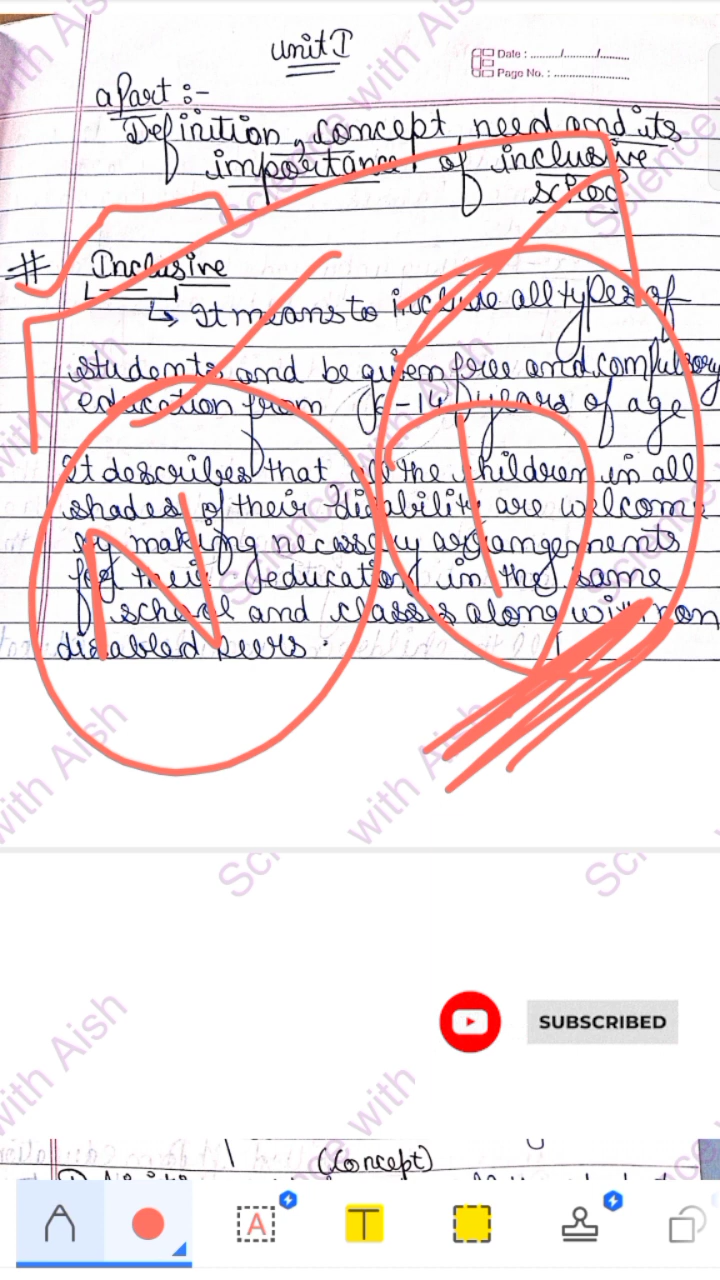 unit I
Date : ......../......../........
Page No. : ........................
a Part :-
Definition, concept, need and its
importance of inclusive
school
# Inclusive
↳ It means to include all types of
students and be given free and compulsory
education from (6-14) years of age
It describes that all the children in all
shades of their disability are welcome
by making necessary arrangements
for their education in the same
school and classes along with non
disabled peers.
N
Science with Aish
SUBSCRIBED
(Concept)
A
T